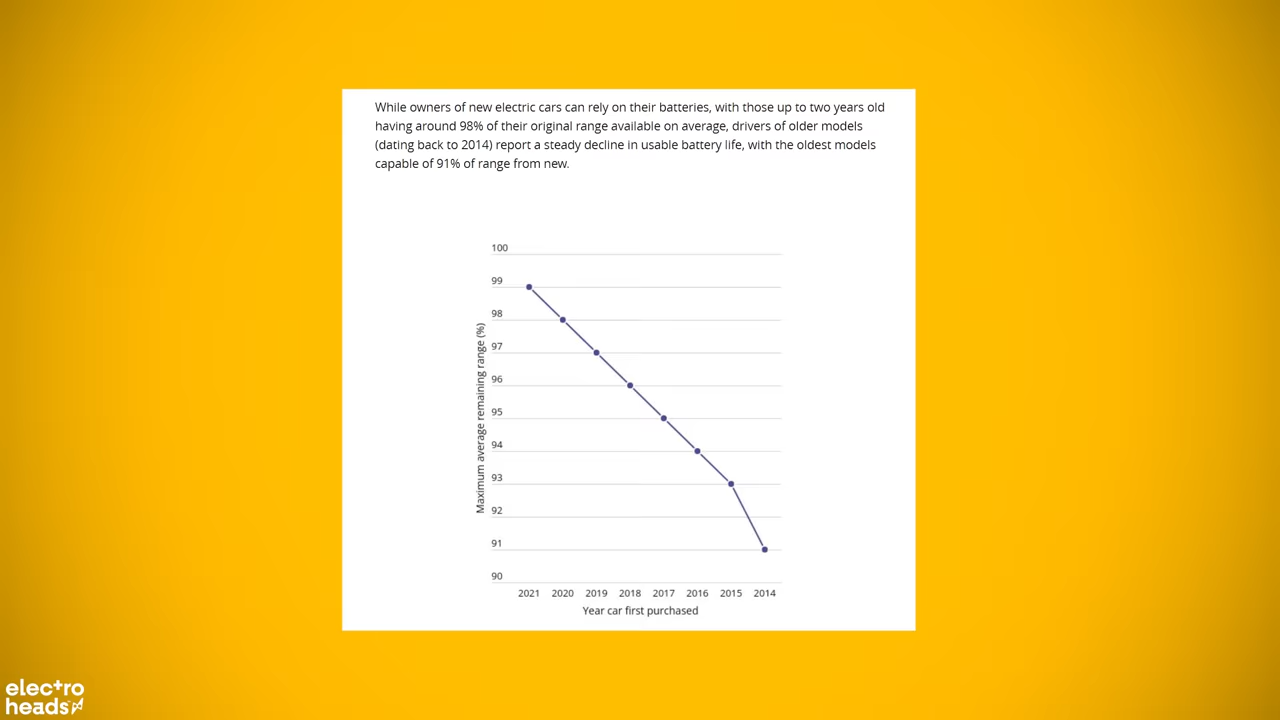 While owners of new electric cars can rely on their batteries, with those up to two years old
having around 98% of their original range available on average, drivers of older models
(dating back to 2014) report a steady decline in usable battery life, with the oldest models
capable of 91% of range from new.
100
99
98
97
96
95
94
93
92
91
90
Maximum average remaining range (%)
2021 2020 2019 2018 2017 2016 2015 2014
Year car first purchased
electro
heads